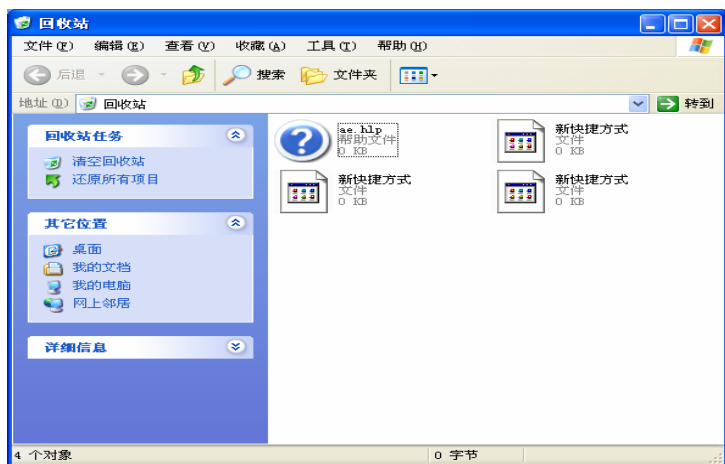 回收站
文件(F) 编辑(E) 查看(V) 收藏(A) 工具(T) 帮助(H)
后退 搜索 文件夹
地址(D) 回收站 转到
回收站任务
清空回收站
还原所有项目
其它位置
桌面
我的文档
我的电脑
网上邻居
详细信息
ae.hlp
帮助文件
0 KB
新快捷方式
文件
0 KB
新快捷方式
文件
0 KB
新快捷方式
文件
0 KB
4 个对象 0 字节